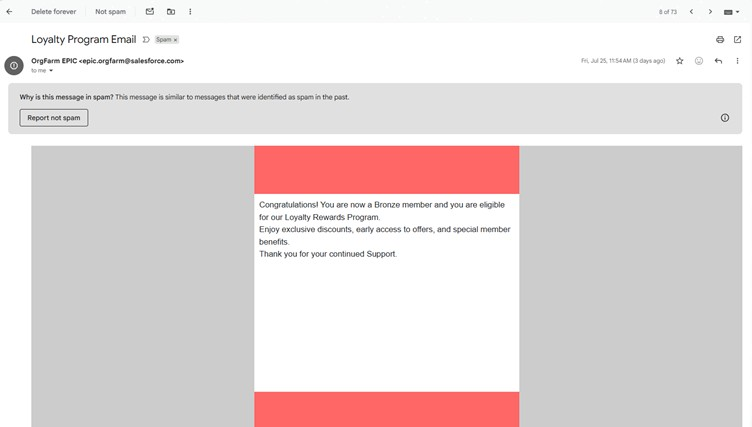 Delete forever
Not spam
8 of 73
Loyalty Program Email
Spam ×
OrgFarm EPIC <epic.orgfarm@salesforce.com>
Fri, Jul 25, 11:54 AM (3 days ago)
to me
Why is this message in spam? This message is similar to messages that were identified as spam in the past.
Report not spam
Congratulations! You are now a Bronze member and you are eligible
for our Loyalty Rewards Program.
Enjoy exclusive discounts, early access to offers, and special member
benefits.
Thank you for your continued Support.